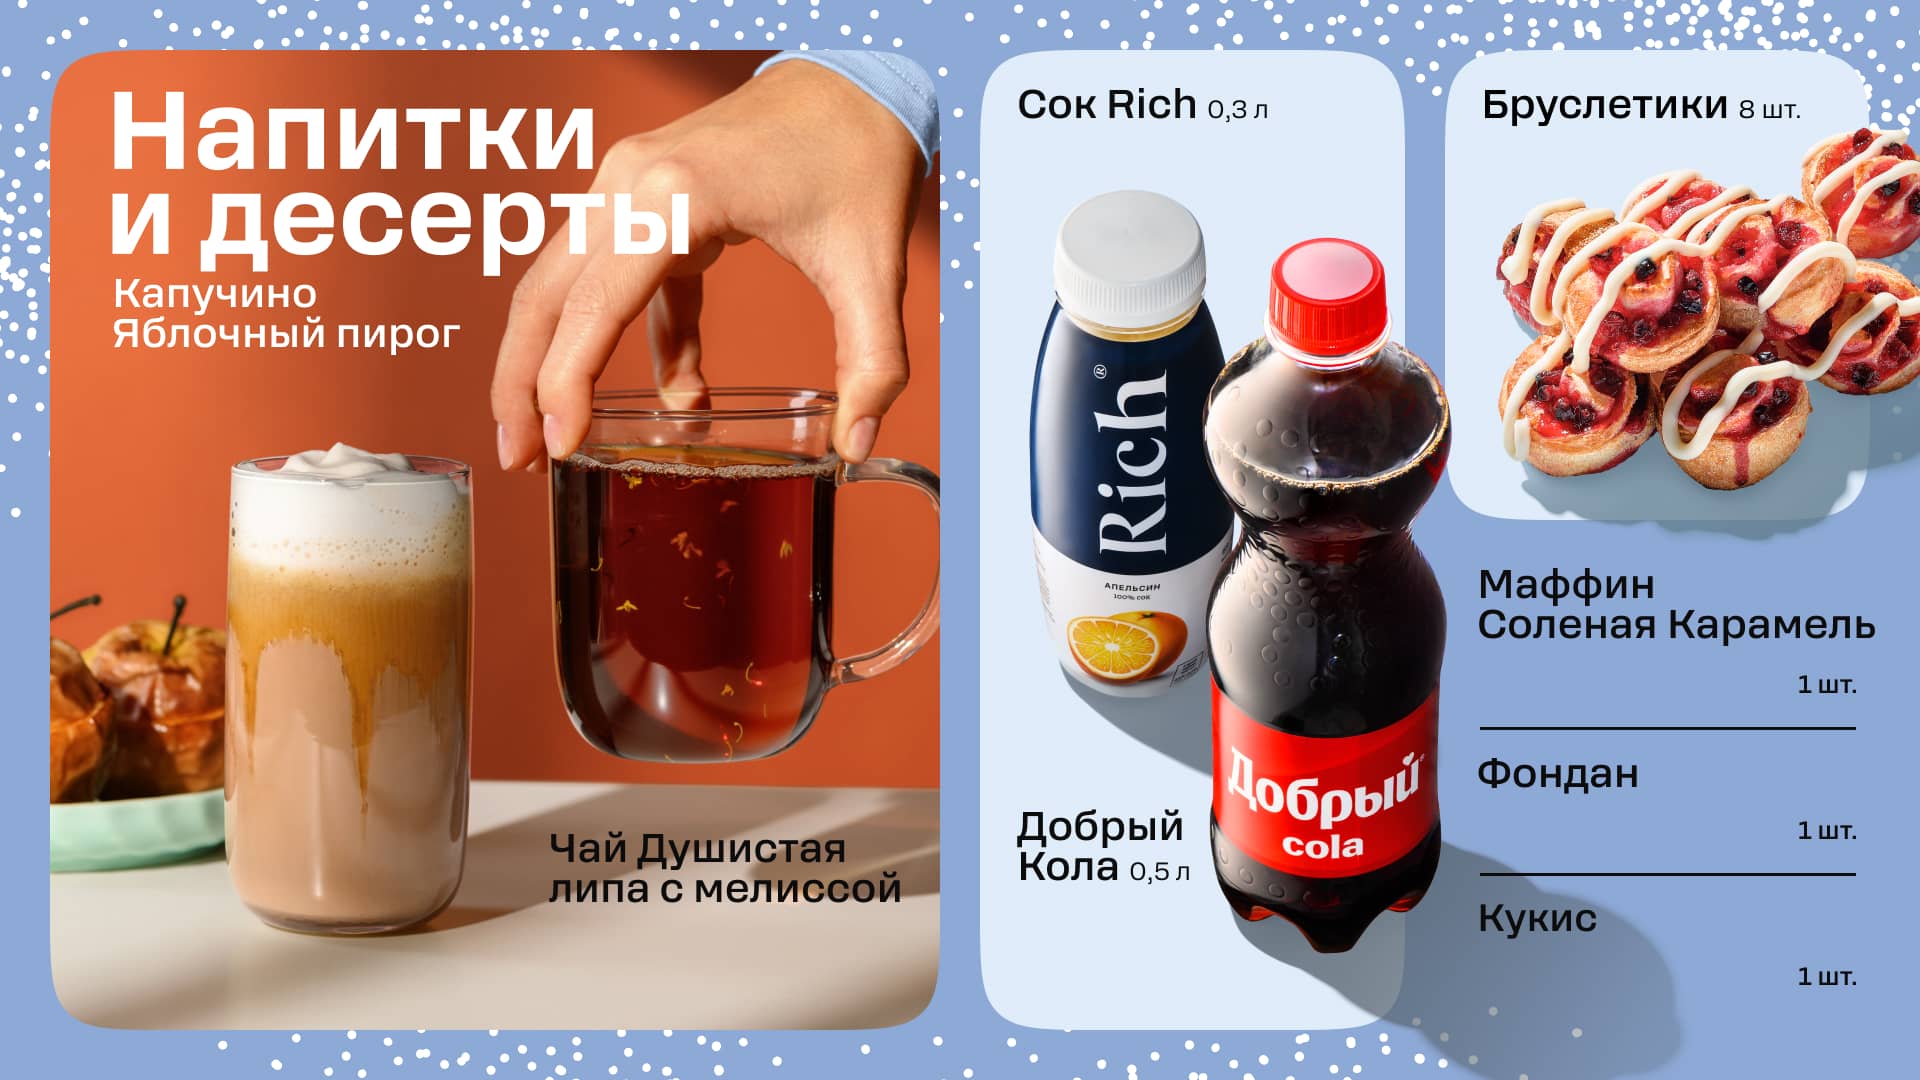 Напитки
и десерты
Капучино
Яблочный пирог
Чай Душистая
липа с мелиссой
Сок Rich 0,3 л
Rich®
АПЕЛЬСИН
100% сок
Добрый
Кола 0,5 л
Добрый
cola
Бруслетики 8 шт.
Маффин
Соленая Карамель
1 шт.
Фондан
1 шт.
Кукис
1 шт.